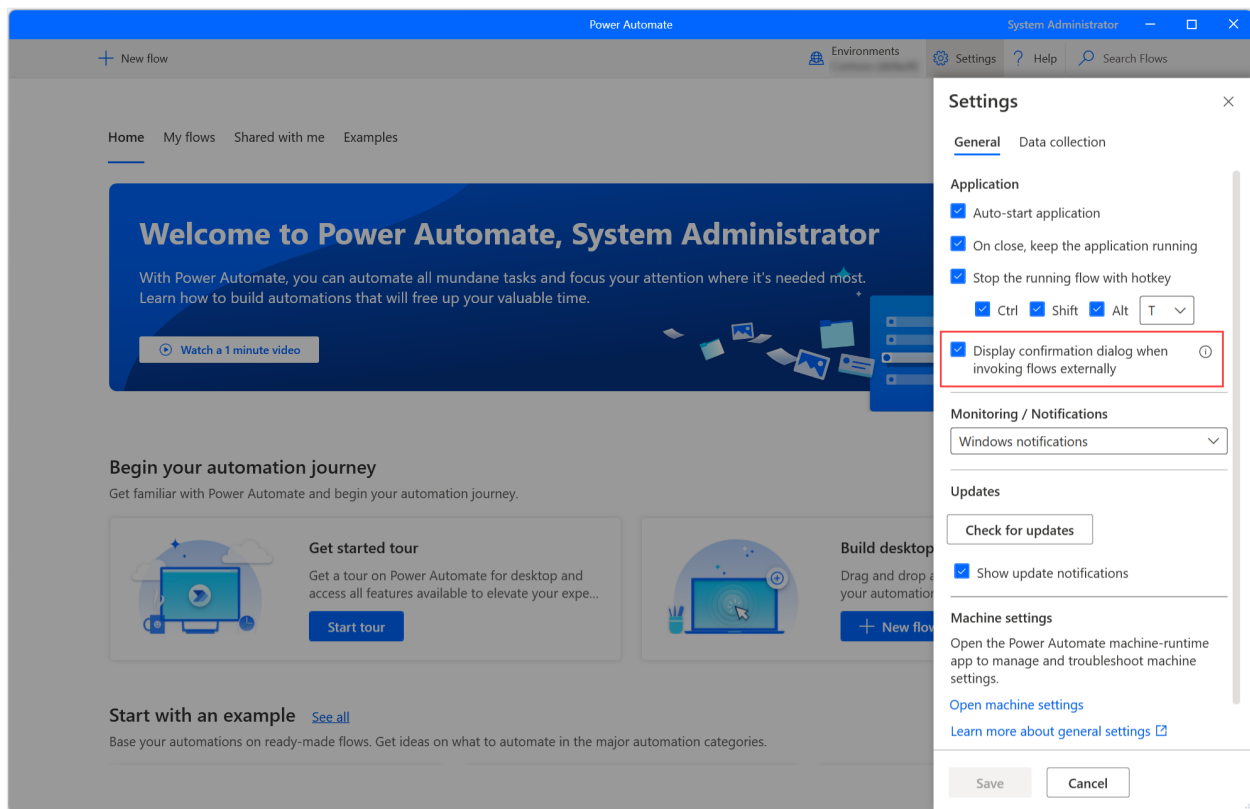 Power Automate
System Administrator
New flow
Environments
Settings
Help
Search Flows
Home
My flows
Shared with me
Examples
Welcome to Power Automate, System Administrator
With Power Automate, you can automate all mundane tasks and focus your attention where it's needed most.
Learn how to build automations that will free up your valuable time.
Watch a 1 minute video
Begin your automation journey
Get familiar with Power Automate and begin your automation journey.
Get started tour
Get a tour on Power Automate for desktop and
access all features available to elevate your expe...
Start tour
Build desktop
Drag and drop
your automation
New flow
Start with an example See all
Base your automations on ready-made flows. Get ideas on what to automate in the major automation categories.
Settings
General
Data collection
Application
Auto-start application
On close, keep the application running
Stop the running flow with hotkey
Ctrl Shift Alt T
Display confirmation dialog when
invoking flows externally
Monitoring / Notifications
Windows notifications
Updates
Check for updates
Show update notifications
Machine settings
Open the Power Automate machine-runtime
app to manage and troubleshoot machine
settings.
Open machine settings
Learn more about general settings
Save
Cancel